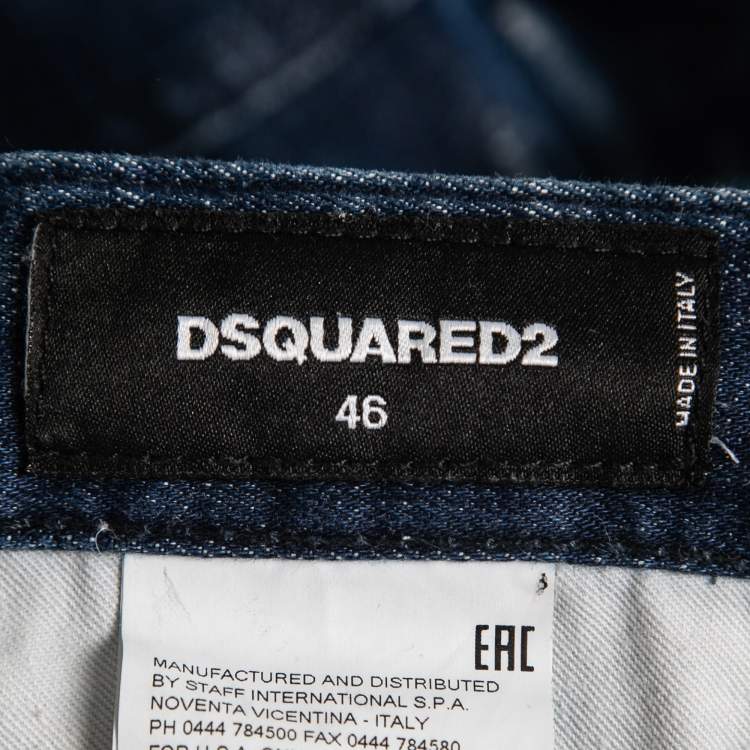 DSQUARED2
46
MADE IN ITALY
EAC
MANUFACTURED AND DISTRIBUTED
BY STAFF INTERNATIONAL S.P.A.
NOVENTA VICENTINA - ITALY
PH 0444 784500 FAX 0444 784580
FOR U.S.A.